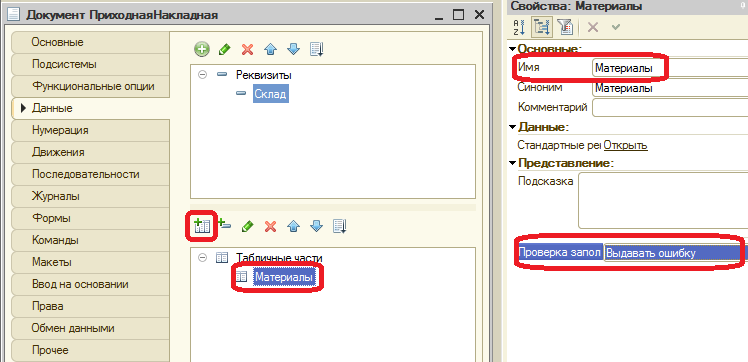 Документ ПриходнаяНакладная
Основные
Подсистемы
Функциональные опции
Данные
Нумерация
Движения
Последовательности
Журналы
Формы
Команды
Макеты
Ввод на основании
Права
Обмен данными
Прочее
Реквизиты
Склад
Табличные части
Материалы
Свойства: Материалы
Основные:
Имя Материалы
Синоним Материалы
Комментарий
Данные:
Стандартные рек Открыть
Представление:
Подсказка
Проверка запол Выдавать ошибку